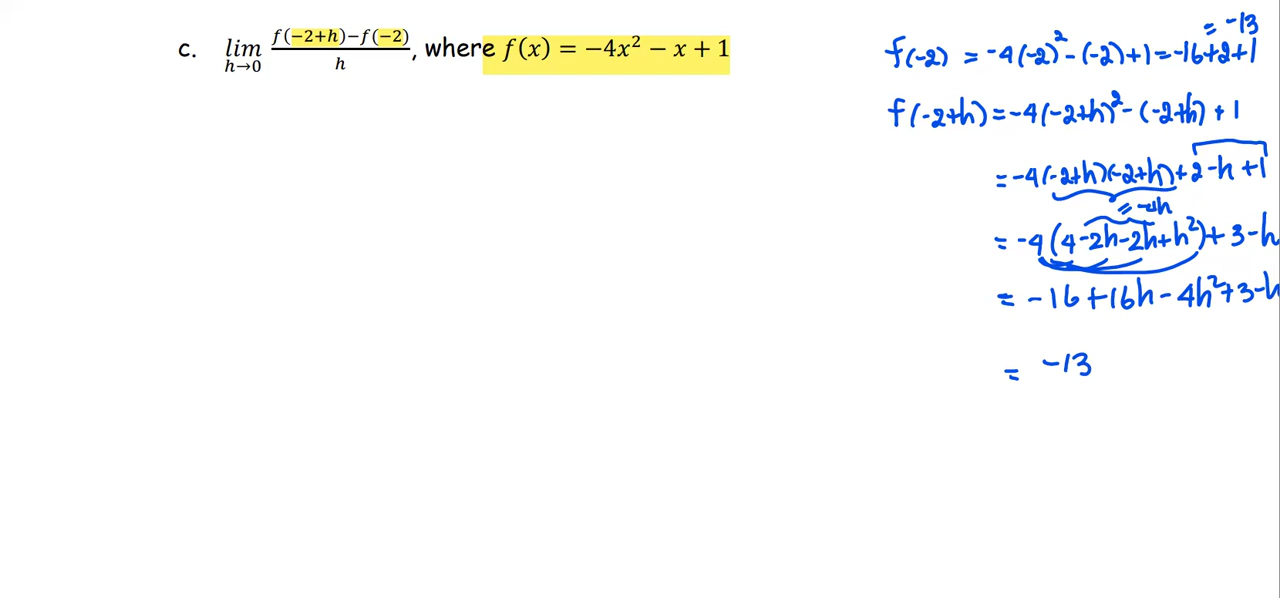 c. lim h→0 f(−2+h)−f(−2) / h, where f(x) = −4x² − x + 1
= -13
f(-2) = -4(-2)² - (-2) + 1 = -16+2+1
f(-2+h) = -4(-2+h)² - (-2+h) + 1
= -4(-2+h)(-2+h) + 2 - h + 1
= -4h
= -4(4 -2h -2h + h²) + 3 - h
= -16 + 16h - 4h² + 3 - h
= -13